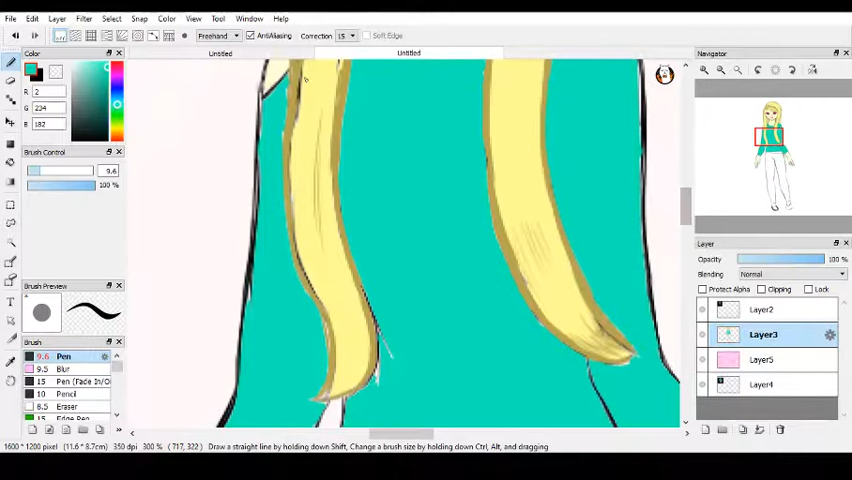 File Edit Layer Filter Select Snap Color View Tool Window Help
off Freehand AntiAliasing Correction 15 Soft Edge
Color
Untitled
Untitled
Navigator
R 2
G 234
B 182
Brush Control
9.6
100 %
Layer
Opacity 100 %
Blending Normal
Protect Alpha Clipping Lock
Brush Preview
Layer2
Layer3
Layer5
Layer4
Brush
9.6 Pen
9.5 Blur
15 Pen (Fade In/O
10 Pencil
8.5 Eraser
15 Edge Pen
1600 * 1200 pixel (11.6 * 8.7cm) 350 dpi 300 % ( 717, 322 ) Draw a straight line by holding down Shift, Change a brush size by holding down Ctrl, Alt, and dragging